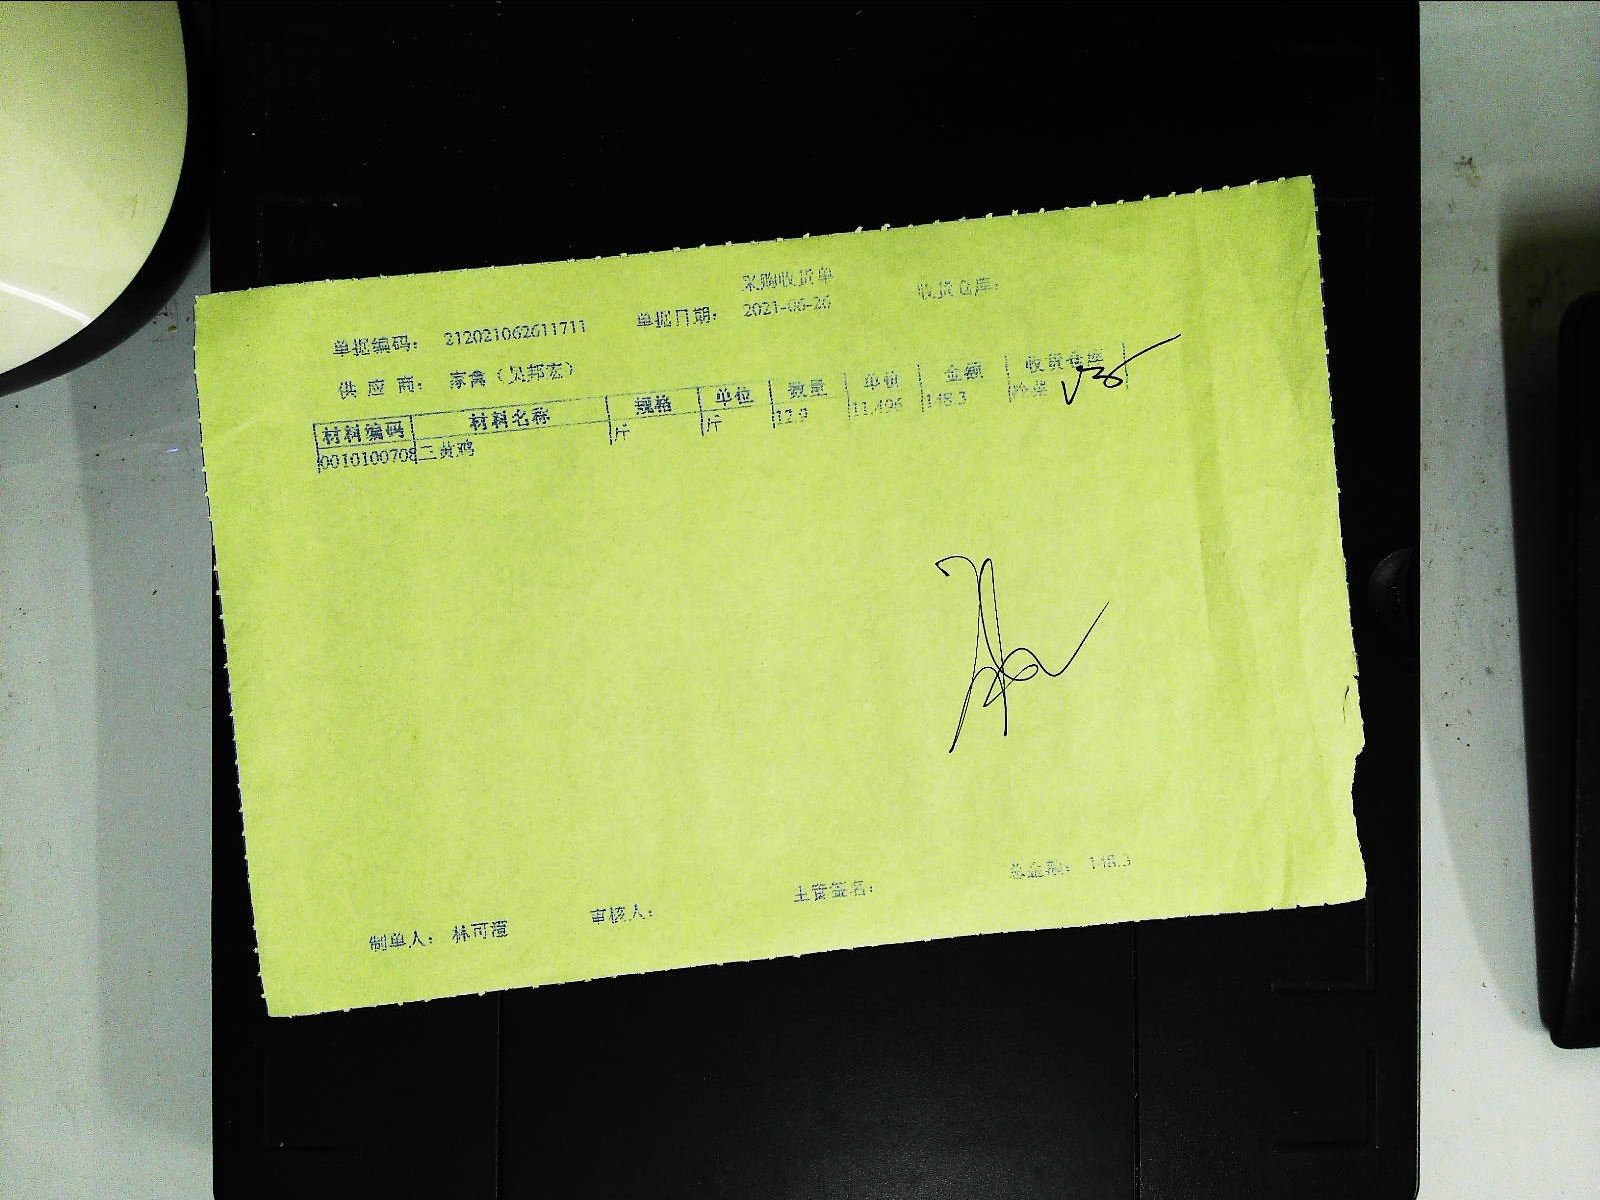 采购收货单
单据编码： 212021062611711 单据日期： 2021-06-26 收货仓库：
供 应 商： 家禽（吴邦宏）
材料编码 材料名称 规格 单位 数量 单价 金额 收货仓库
0010100708 三黄鸡 斤 斤 12.9 11.496 148.3 冷菜
制单人： 林可澄 审核人： 主管签名： 总金额： 148.3